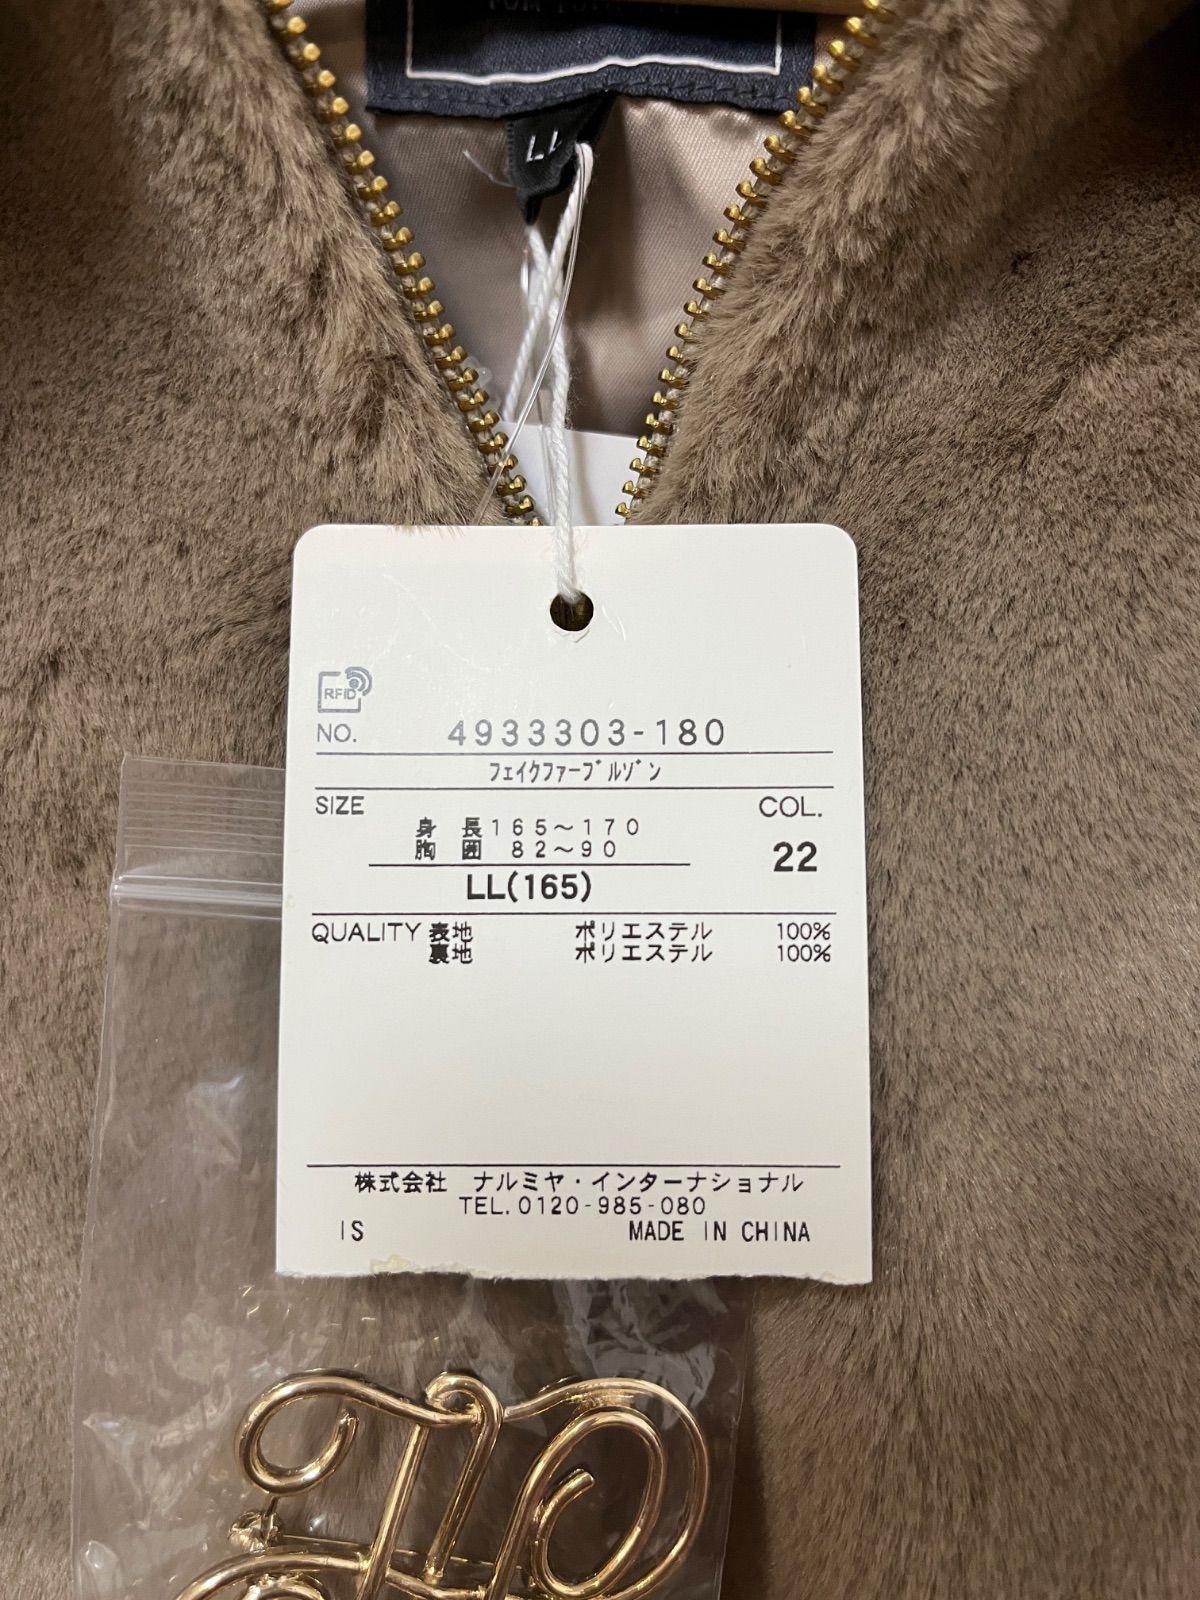 LL
RFID
NO. 4933303-180
フェイクファーブルゾン
SIZE COL.
身 長 165～170
胸 囲 82～90
22
LL(165)
QUALITY 表地 ポリエステル 100%
裏地 ポリエステル 100%
株式会社 ナルミヤ・インターナショナル
TEL. 0120-985-080
IS MADE IN CHINA